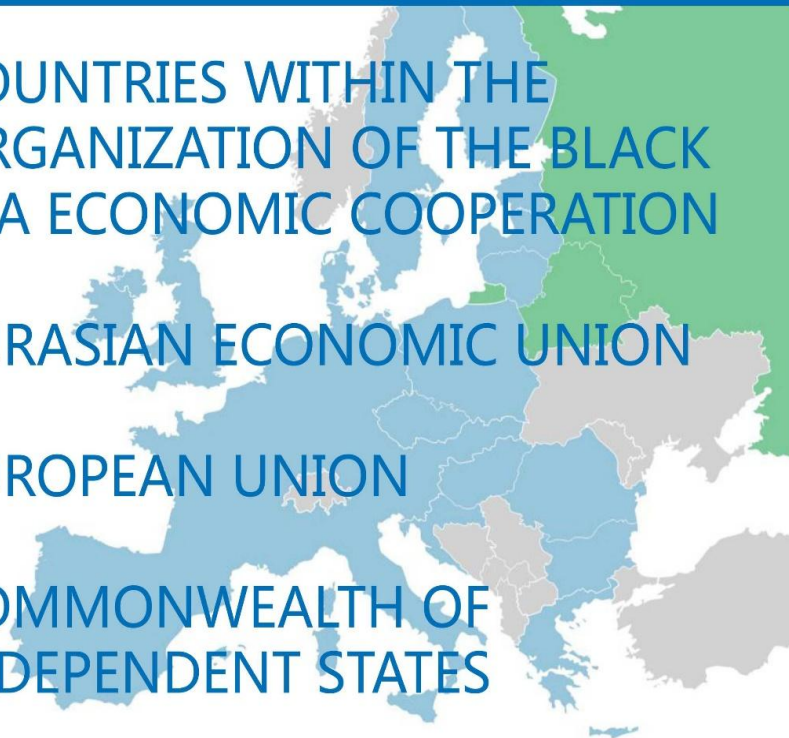 OUNTRIES WITHIN THE
RGANIZATION OF THE BLACK
A ECONOMIC COOPERATION
RASIAN ECONOMIC UNION
ROPEAN UNION
OMMONWEALTH OF
DEPENDENT STATES